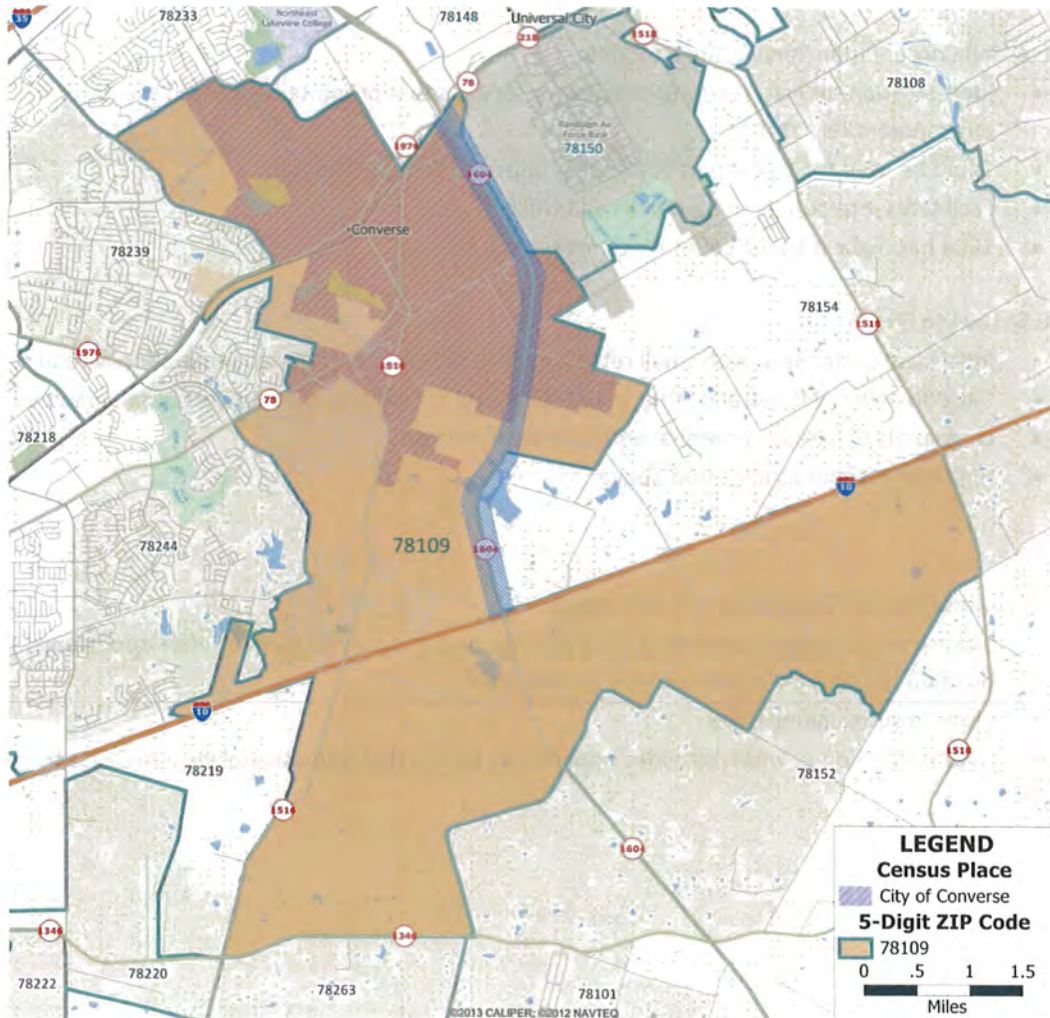 35
78233
Northeast
Lakeview College
78148
Universal City
218
1518
78
78108
Randolph Air
Force Base
78150
1976
1604
Converse
78239
78154
1518
1976
1516
78
78218
10
78109
1604
78244
10
78219
78152
1516
1516
1604
1346
1346
78220
78222
78263
78101
©2013 CALIPER; ©2012 NAVTEQ
LEGEND
Census Place
City of Converse
5-Digit ZIP Code
78109
0 .5 1 1.5
Miles